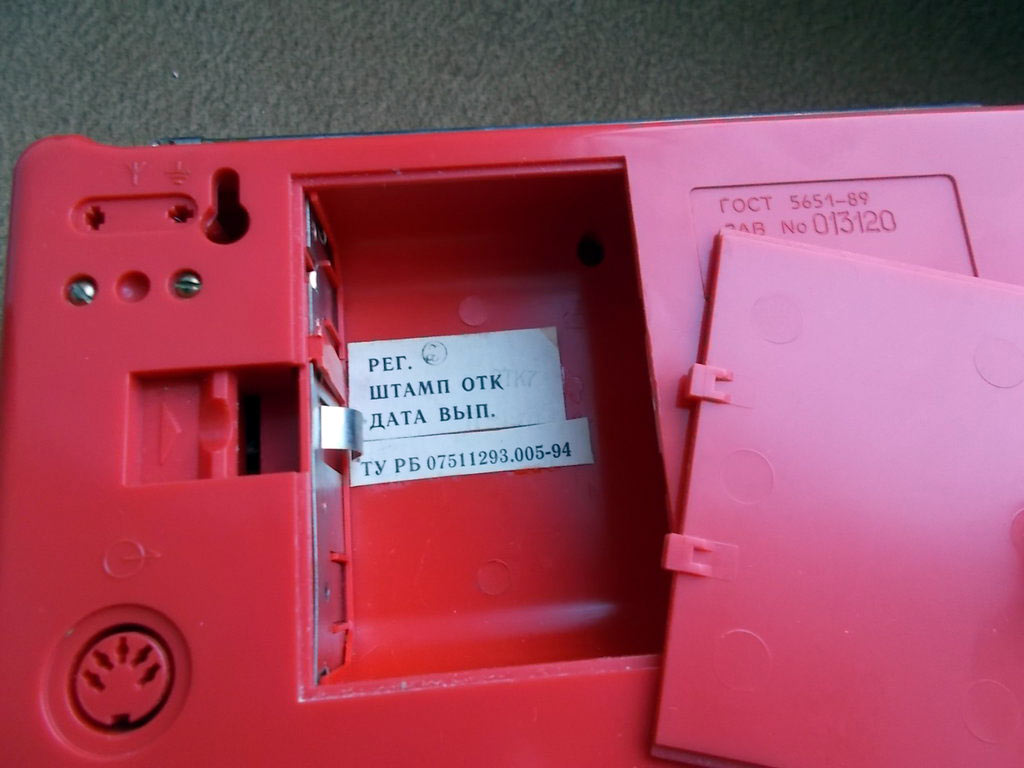 ГОСТ 5651-89
ЗАВ No 013120
РЕГ.
ШТАМП ОТК
ДАТА ВЫП.
ТУ РБ 07511293.005-94